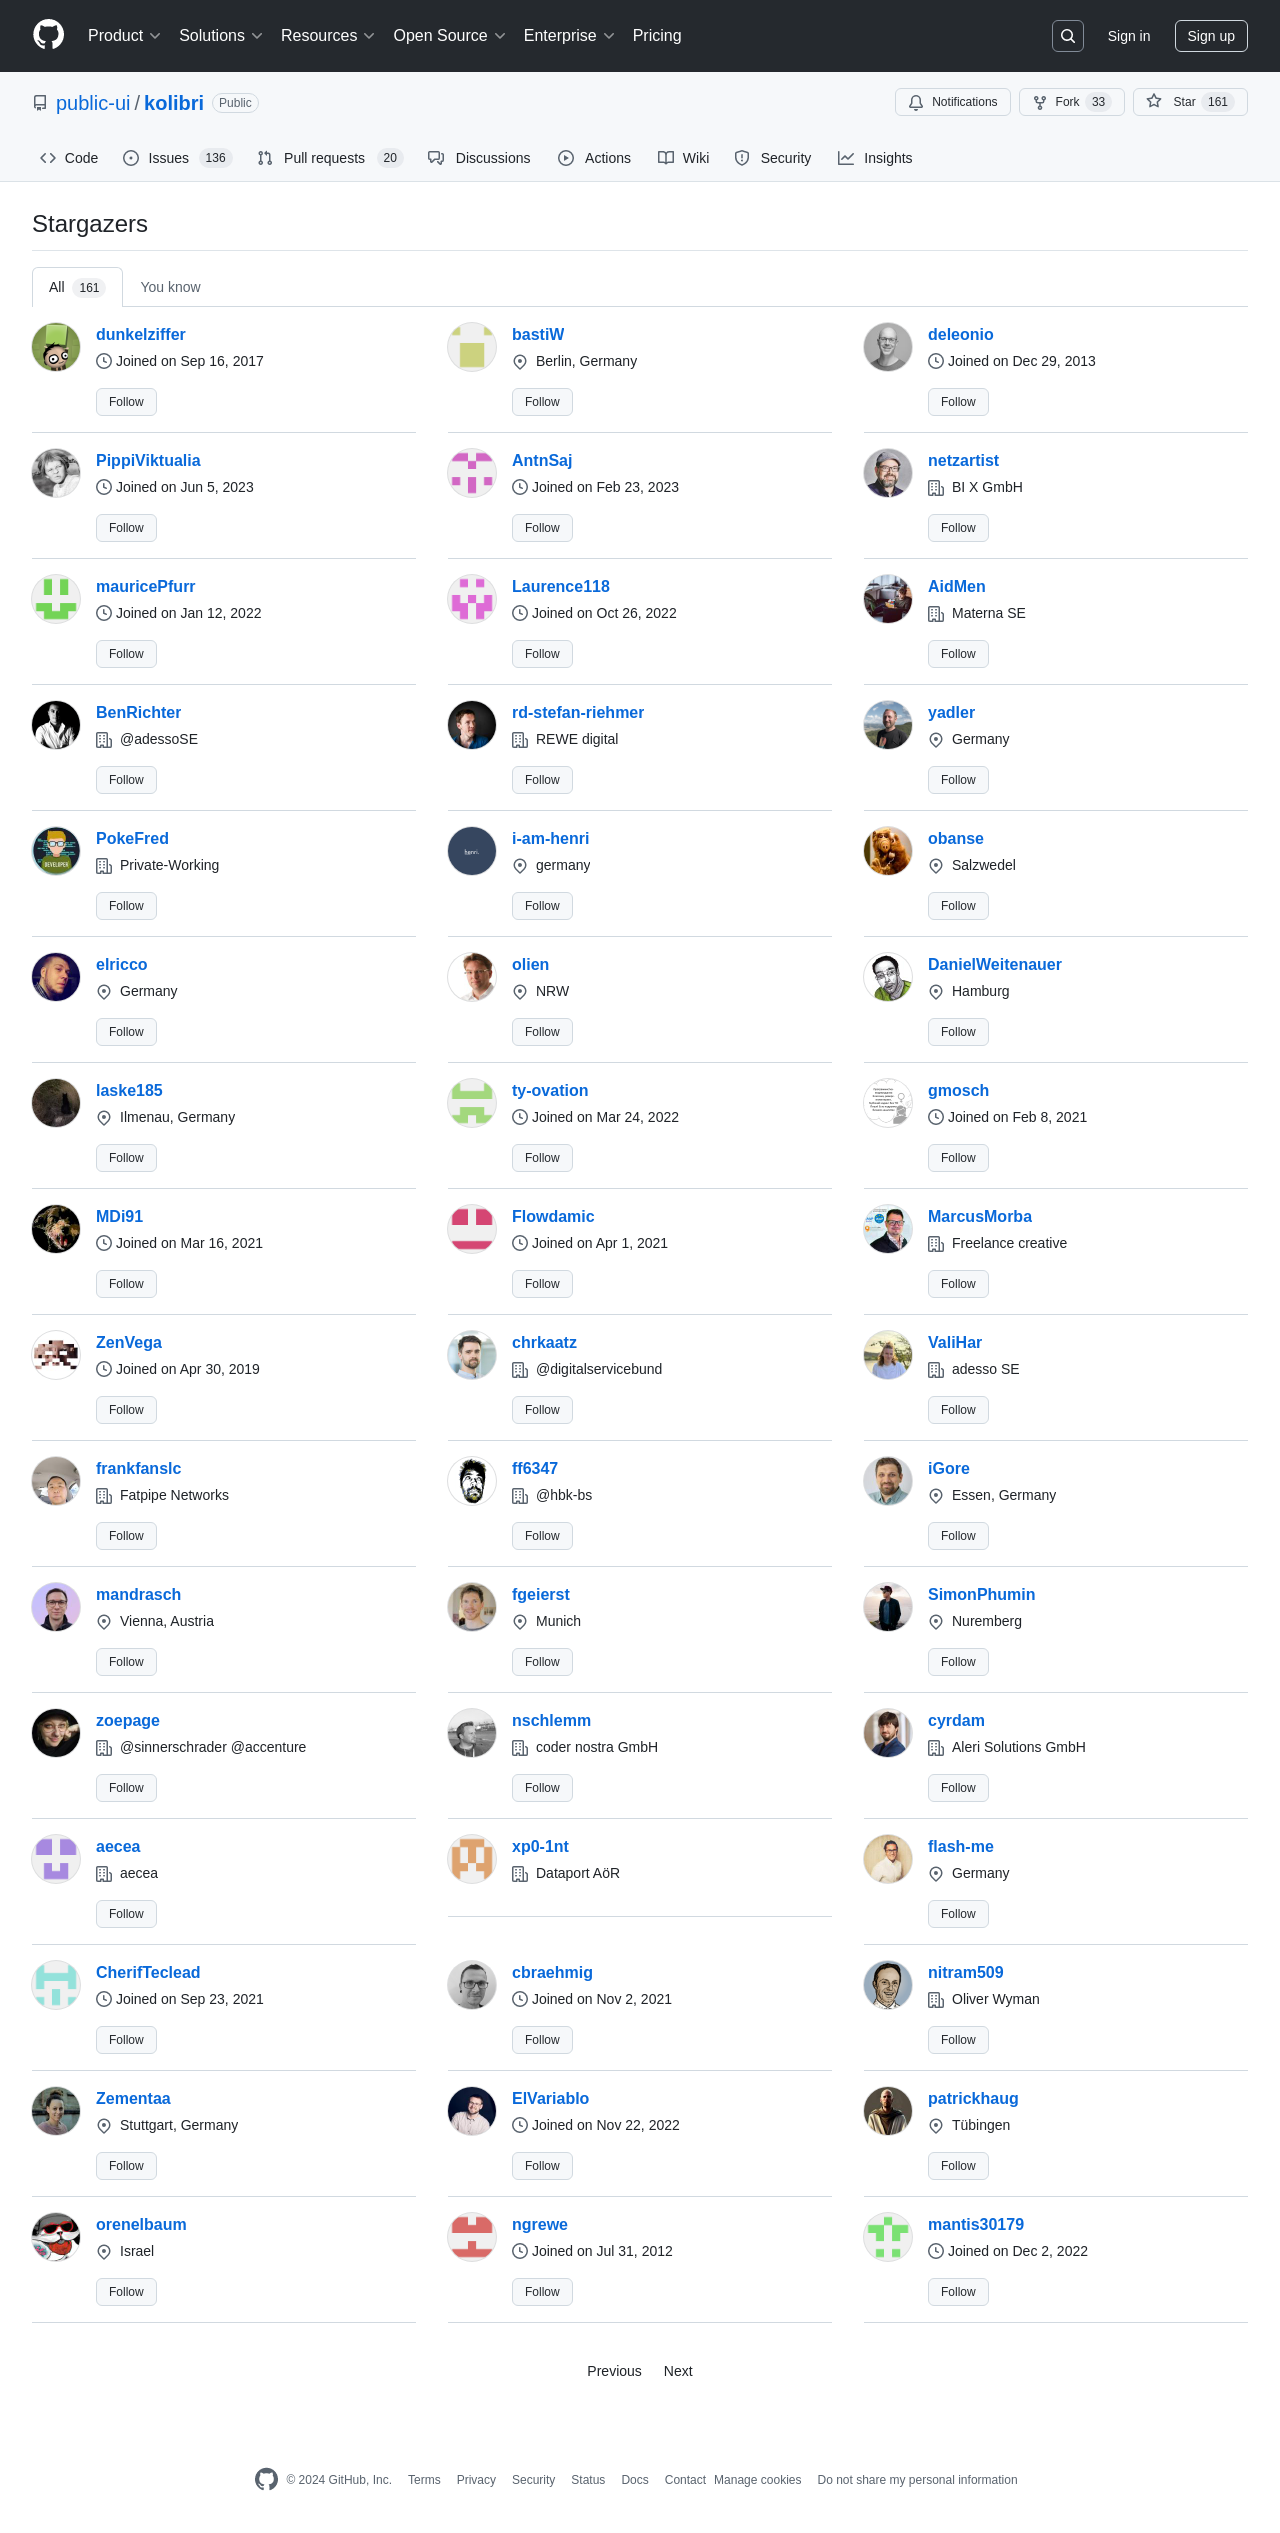 Product Solutions Resources Open Source Enterprise Pricing Sign in Sign up
public-ui / kolibri Public Notifications Fork 33 Star 161
Code Issues 136 Pull requests 20 Discussions Actions Wiki Security Insights
Stargazers
All 161 You know
dunkelziffer bastiW deleonio
Joined on Sep 16, 2017 Berlin, Germany Joined on Dec 29, 2013
Follow Follow Follow
PippiViktualia AntnSaj netzartist
Joined on Jun 5, 2023 Joined on Feb 23, 2023 BI X GmbH
Follow Follow Follow
mauricePfurr Laurence118 AidMen
Joined on Jan 12, 2022 Joined on Oct 26, 2022 Materna SE
Follow Follow Follow
BenRichter rd-stefan-riehmer yadler
@adessoSE REWE digital Germany
Follow Follow Follow
PokeFred i-am-henri obanse
Private-Working germany Salzwedel
Follow Follow Follow
elricco olien DanielWeitenauer
Germany NRW Hamburg
Follow Follow Follow
laske185 ty-ovation gmosch
Ilmenau, Germany Joined on Mar 24, 2022 Joined on Feb 8, 2021
Follow Follow Follow
MDi91 Flowdamic MarcusMorba
Joined on Mar 16, 2021 Joined on Apr 1, 2021 Freelance creative
Follow Follow Follow
ZenVega chrkaatz ValiHar
Joined on Apr 30, 2019 @digitalservicebund adesso SE
Follow Follow Follow
frankfanslc ff6347 iGore
Fatpipe Networks @hbk-bs Essen, Germany
Follow Follow Follow
mandrasch fgeierst SimonPhumin
Vienna, Austria Munich Nuremberg
Follow Follow Follow
zoepage nschlemm cyrdam
@sinnerschrader @accenture coder nostra GmbH Aleri Solutions GmbH
Follow Follow Follow
aecea xp0-1nt flash-me
aecea Dataport AöR Germany
Follow Follow
CherifTeclead cbraehmig nitram509
Joined on Sep 23, 2021 Joined on Nov 2, 2021 Oliver Wyman
Follow Follow Follow
Zementaa ElVariablo patrickhaug
Stuttgart, Germany Joined on Nov 22, 2022 Tübingen
Follow Follow Follow
orenelbaum ngrewe mantis30179
Israel Joined on Jul 31, 2012 Joined on Dec 2, 2022
Follow Follow Follow
Previous Next
© 2024 GitHub, Inc. Terms Privacy Security Status Docs Contact Manage cookies Do not share my personal information